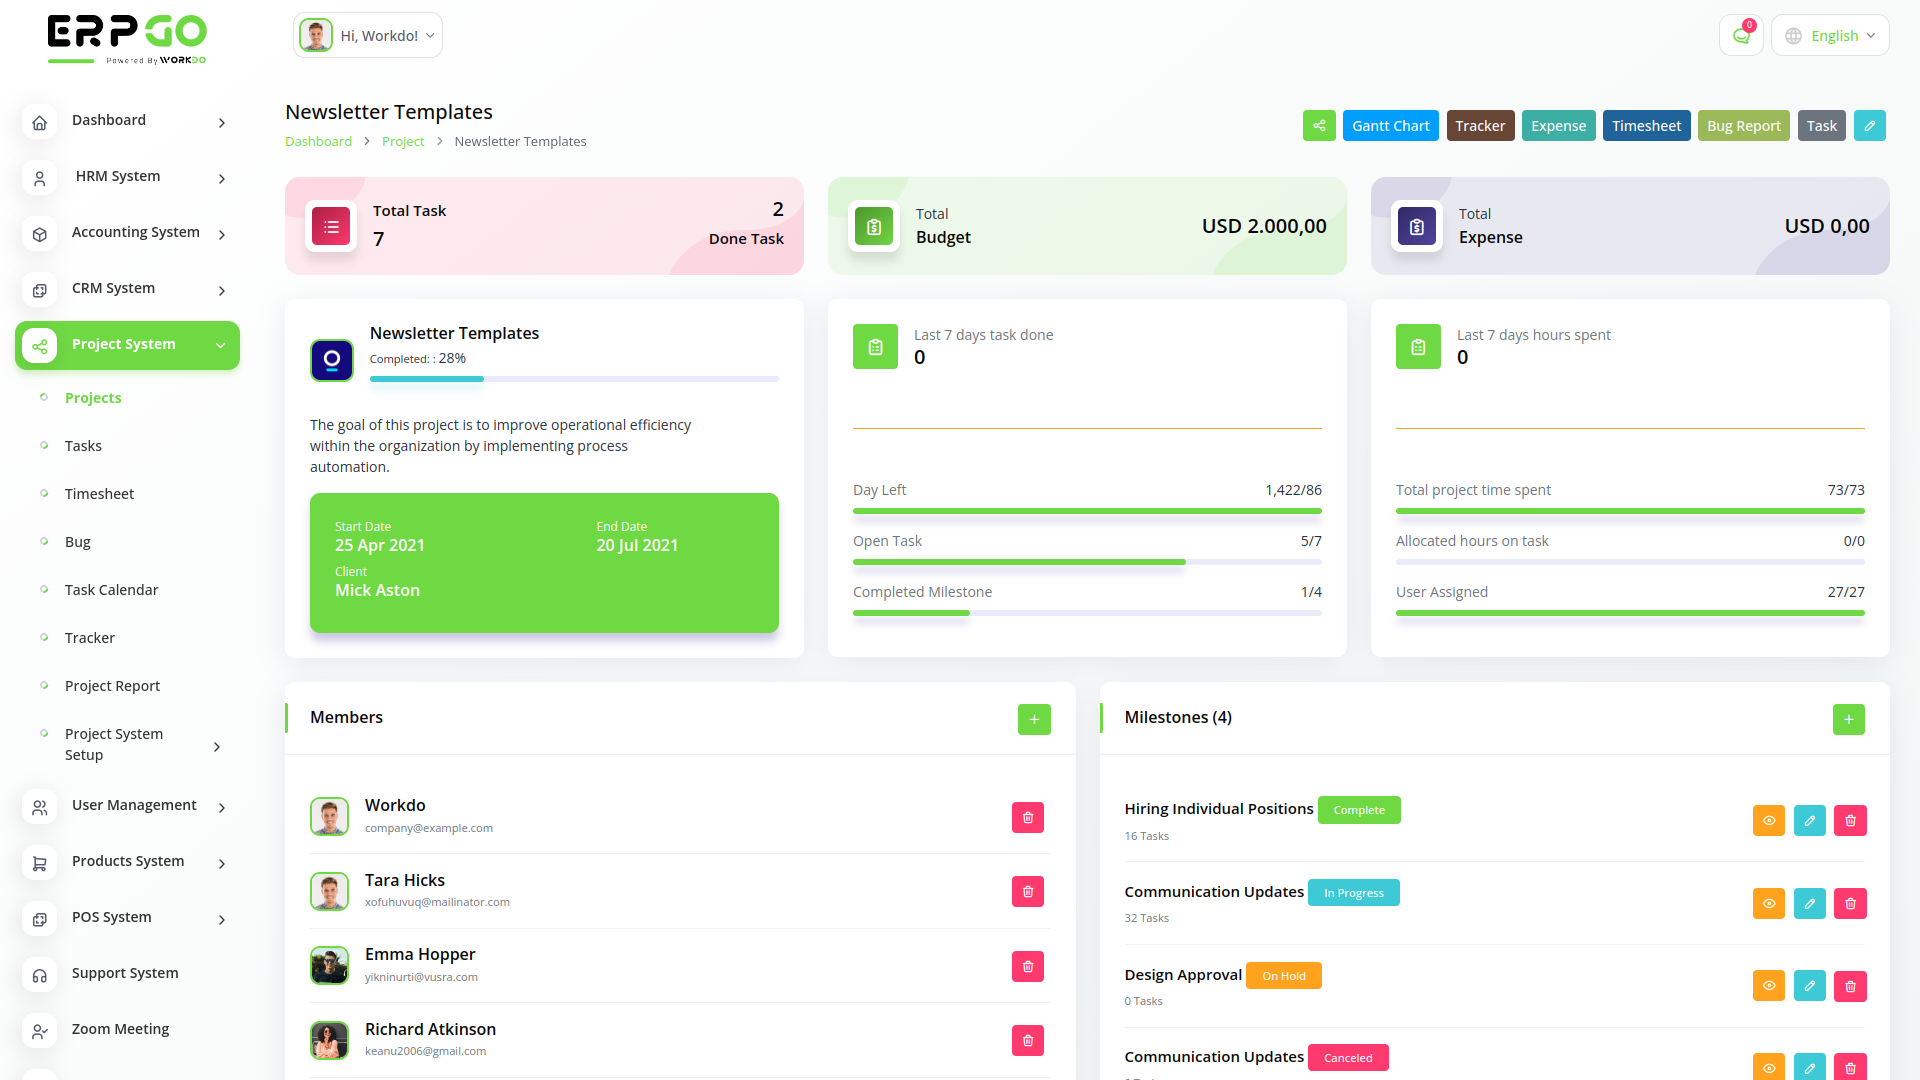 ERPGO
Powered By WORKDO
Hi, Workdo!
0
English
Dashboard
HRM System
Accounting System
CRM System
Project System
Projects
Tasks
Timesheet
Bug
Task Calendar
Tracker
Project Report
Project System
Setup
User Management
Products System
POS System
Support System
Zoom Meeting
Newsletter Templates
Dashboard > Project > Newsletter Templates
Gantt Chart
Tracker
Expense
Timesheet
Bug Report
Task
Total Task
7
2
Done Task
Total
Budget
USD 2.000,00
Total
Expense
USD 0,00
Newsletter Templates
Completed: : 28%
The goal of this project is to improve operational efficiency
within the organization by implementing process
automation.
Start Date
25 Apr 2021
End Date
20 Jul 2021
Client
Mick Aston
Last 7 days task done
0
Day Left 1,422/86
Open Task 5/7
Completed Milestone 1/4
Last 7 days hours spent
0
Total project time spent 73/73
Allocated hours on task 0/0
User Assigned 27/27
Members
Workdo
company@example.com
Tara Hicks
xofuhuvuq@mailinator.com
Emma Hopper
yikninurti@vusra.com
Richard Atkinson
keanu2006@gmail.com
Milestones (4)
Hiring Individual Positions Complete
16 Tasks
Communication Updates In Progress
32 Tasks
Design Approval On Hold
0 Tasks
Communication Updates Canceled